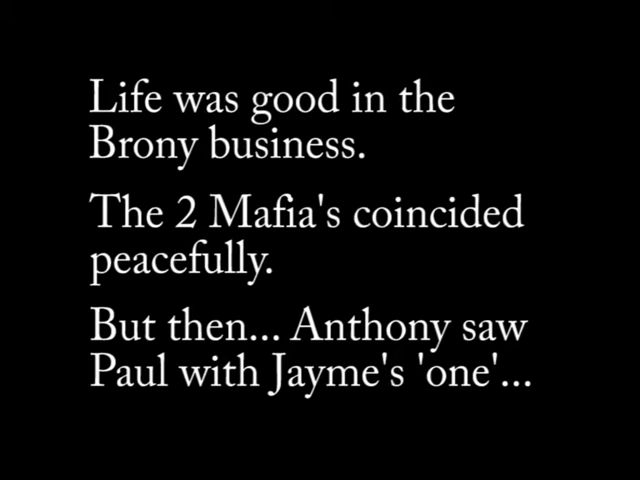 Life was good in the
Brony business.
The 2 Mafia's coincided
peacefully.
But then... Anthony saw
Paul with Jayme's 'one'...